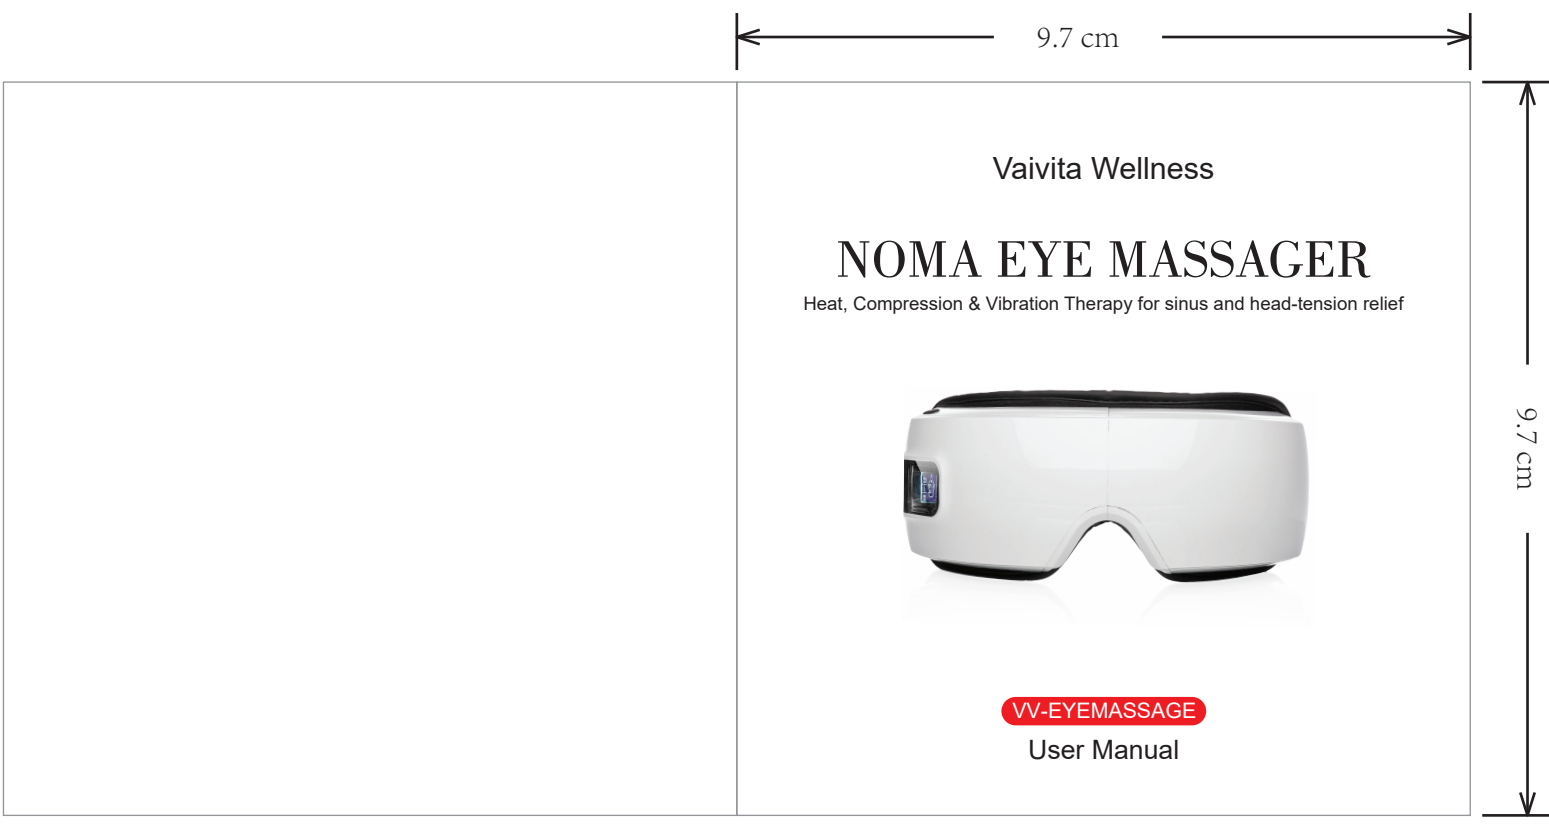 9.7 cm
Vaivita Wellness
NOMA EYE MASSAGER
Heat, Compression & Vibration Therapy for sinus and head-tension relief
9.7 cm
VV-EYEMASSAGE
User Manual